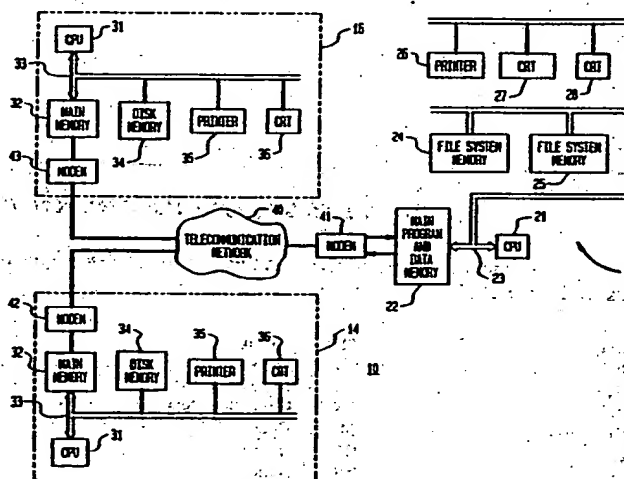 CPU
31
15
33
32
MAIN
MEMORY
DISK
MEMORY
34
PRINTER
35
CRT
36
43
MODEM
26
PRINTER
CRT
27
CRT
28
24
FILE SYSTEM
MEMORY
FILE SYSTEM
MEMORY
25
40
TELECOMMUNICATION
NETWORK
41
MODEM
MAIN
PROGRAM
AND
DATA
MEMORY
22
23
21
CPU
42
MODEM
32
MAIN
MEMORY
34
DISK
MEMORY
35
PRINTER
36
CRT
14
10
33
CPU
31